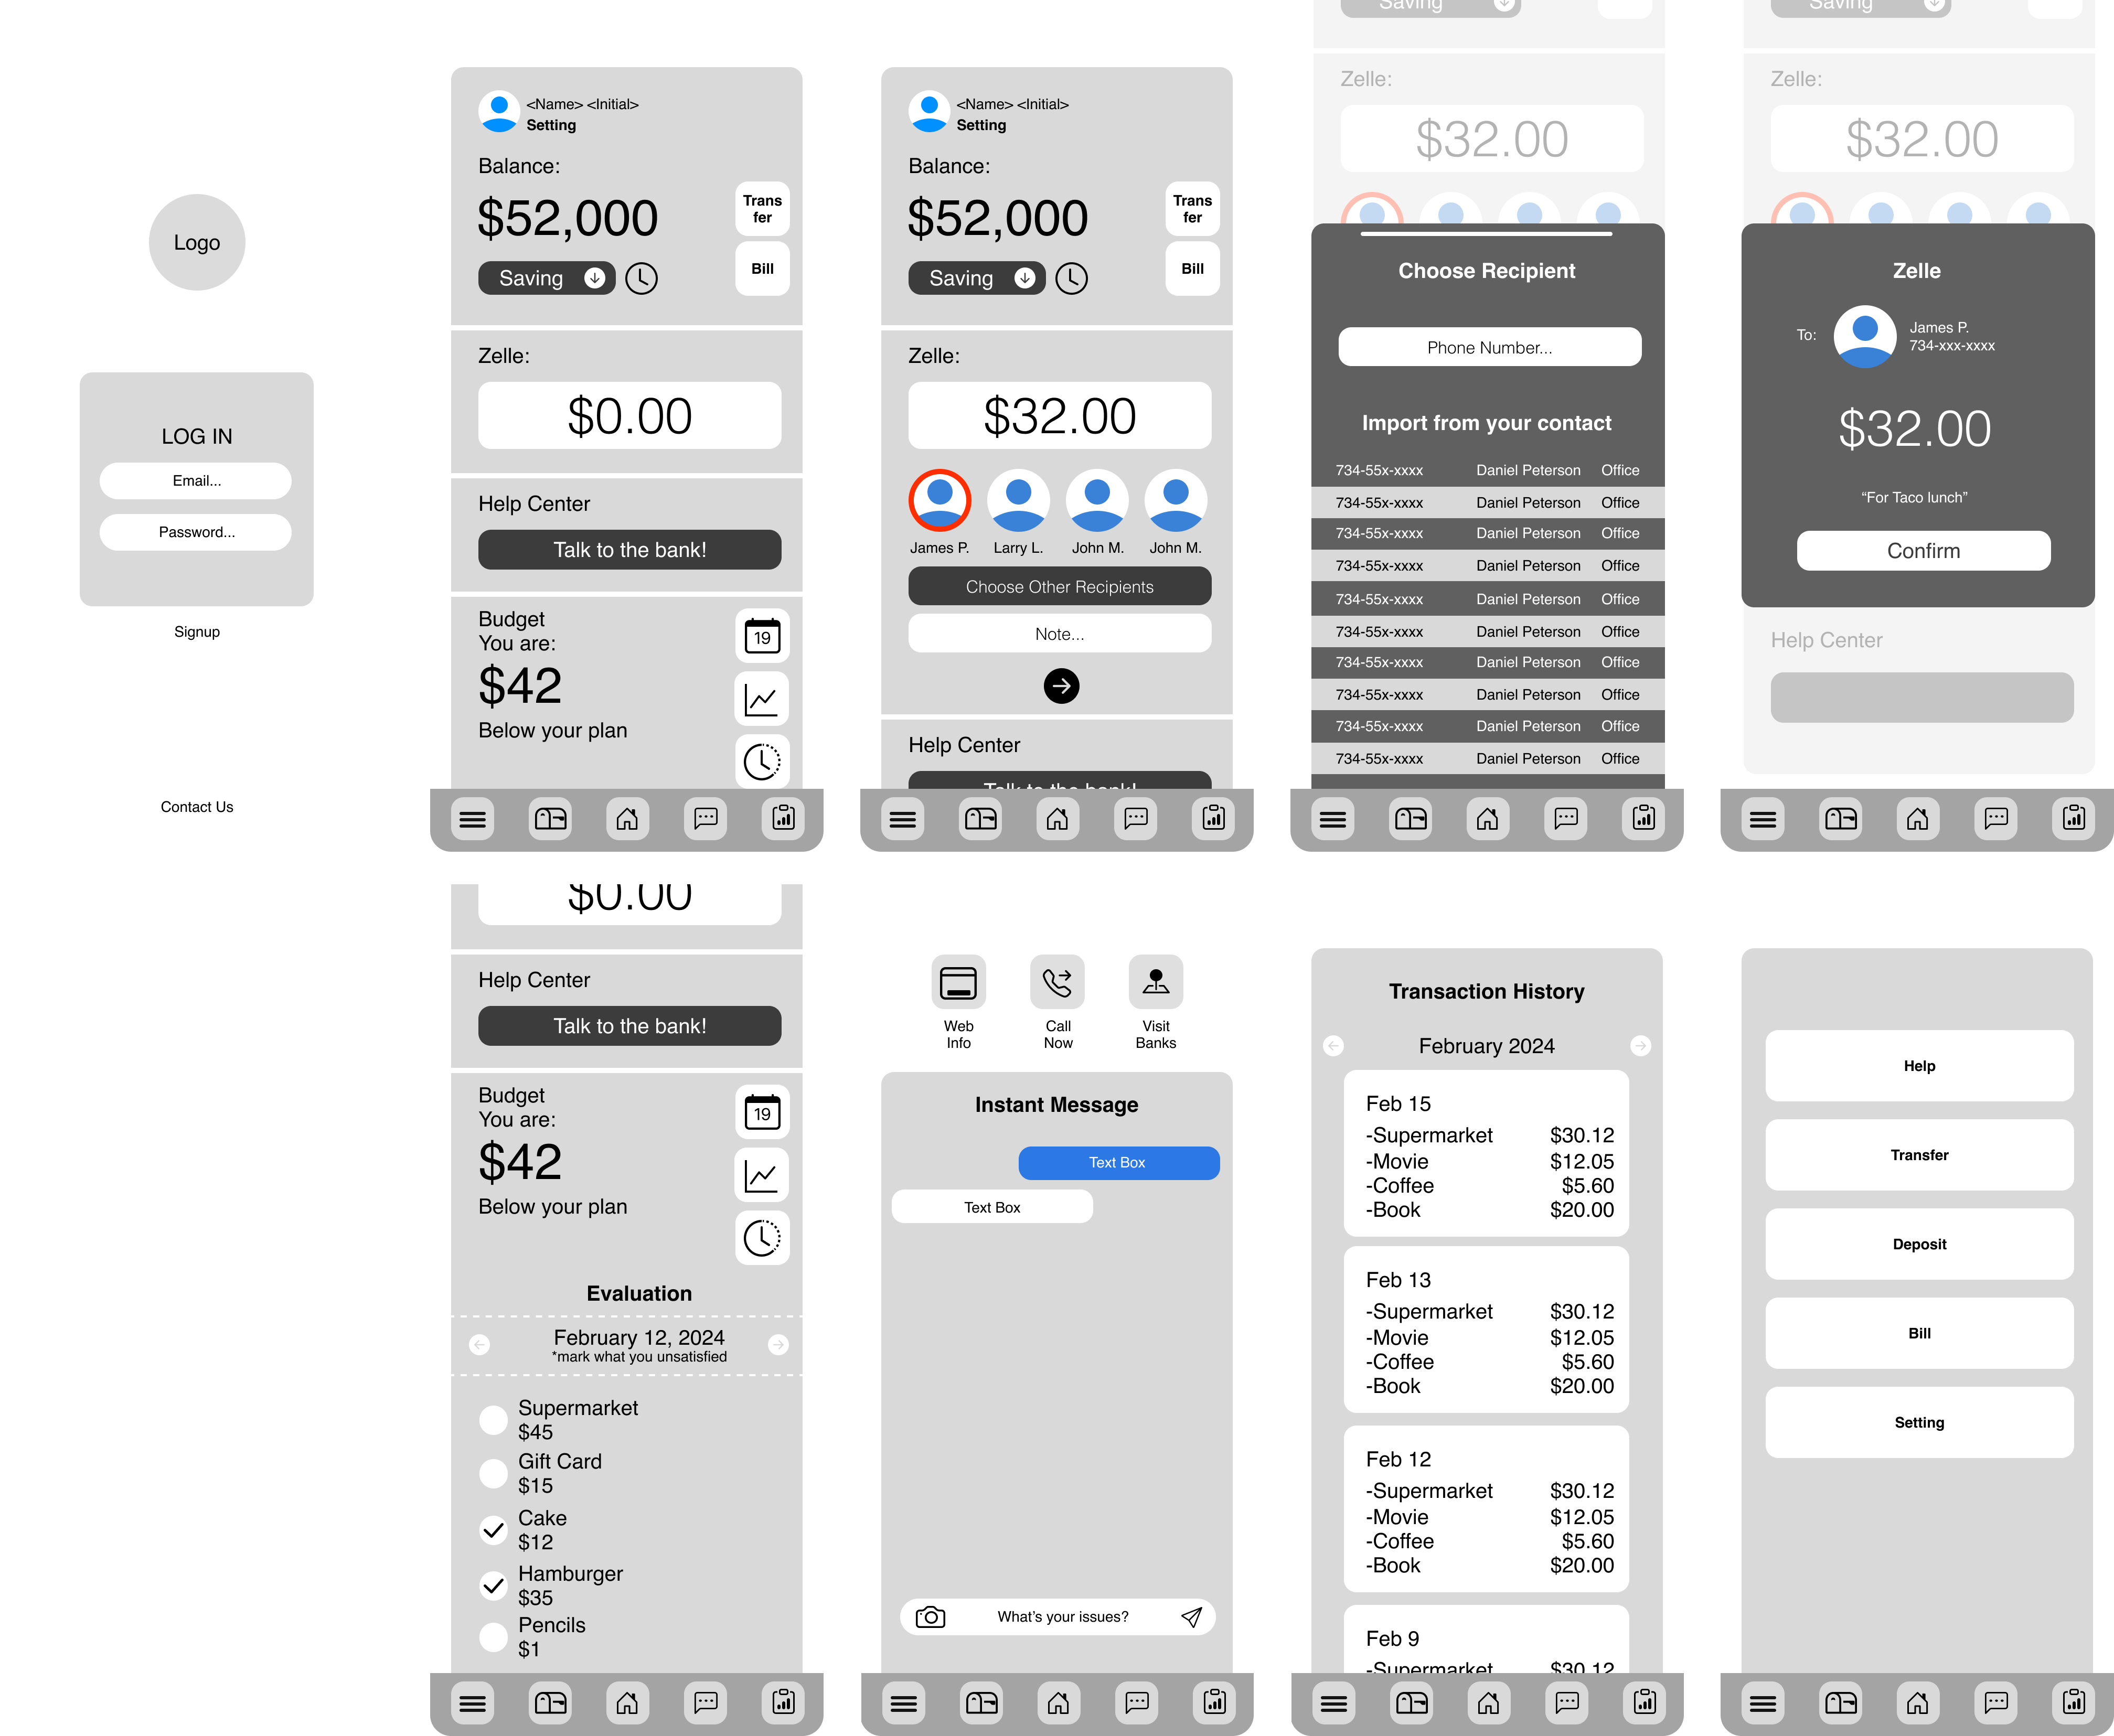 Logo
LOG IN
Email...
Password...
Signup
Contact Us
<Name> <Initial>
Setting
Balance:
$52,000
Trans
fer
Bill
Saving
Zelle:
$0.00
Help Center
Talk to the bank!
Budget
You are:
$42
Below your plan
19
<Name> <Initial>
Setting
Balance:
$52,000
Trans
fer
Bill
Saving
Zelle:
$32.00
James P.
Larry L.
John M.
John M.
Choose Other Recipients
Note...
Help Center
Talk to the bank!
Saving
Zelle:
$32.00
Choose Recipient
Phone Number...
Import from your contact
734-55x-xxxx Daniel Peterson Office
734-55x-xxxx Daniel Peterson Office
734-55x-xxxx Daniel Peterson Office
734-55x-xxxx Daniel Peterson Office
734-55x-xxxx Daniel Peterson Office
734-55x-xxxx Daniel Peterson Office
734-55x-xxxx Daniel Peterson Office
734-55x-xxxx Daniel Peterson Office
734-55x-xxxx Daniel Peterson Office
734-55x-xxxx Daniel Peterson Office
Saving
Zelle:
$32.00
Zelle
To:
James P.
734-xxx-xxxx
$32.00
“For Taco lunch”
Confirm
Help Center
$0.00
Help Center
Talk to the bank!
Budget
You are:
$42
Below your plan
19
Evaluation
February 12, 2024
*mark what you unsatisfied
Supermarket
$45
Gift Card
$15
Cake
$12
Hamburger
$35
Pencils
$1
Web
Info
Call
Now
Visit
Banks
Instant Message
Text Box
Text Box
What’s your issues?
Transaction History
February 2024
Feb 15
-Supermarket $30.12
-Movie $12.05
-Coffee $5.60
-Book $20.00
Feb 13
-Supermarket $30.12
-Movie $12.05
-Coffee $5.60
-Book $20.00
Feb 12
-Supermarket $30.12
-Movie $12.05
-Coffee $5.60
-Book $20.00
Feb 9
-Supermarket $30.12
Help
Transfer
Deposit
Bill
Setting